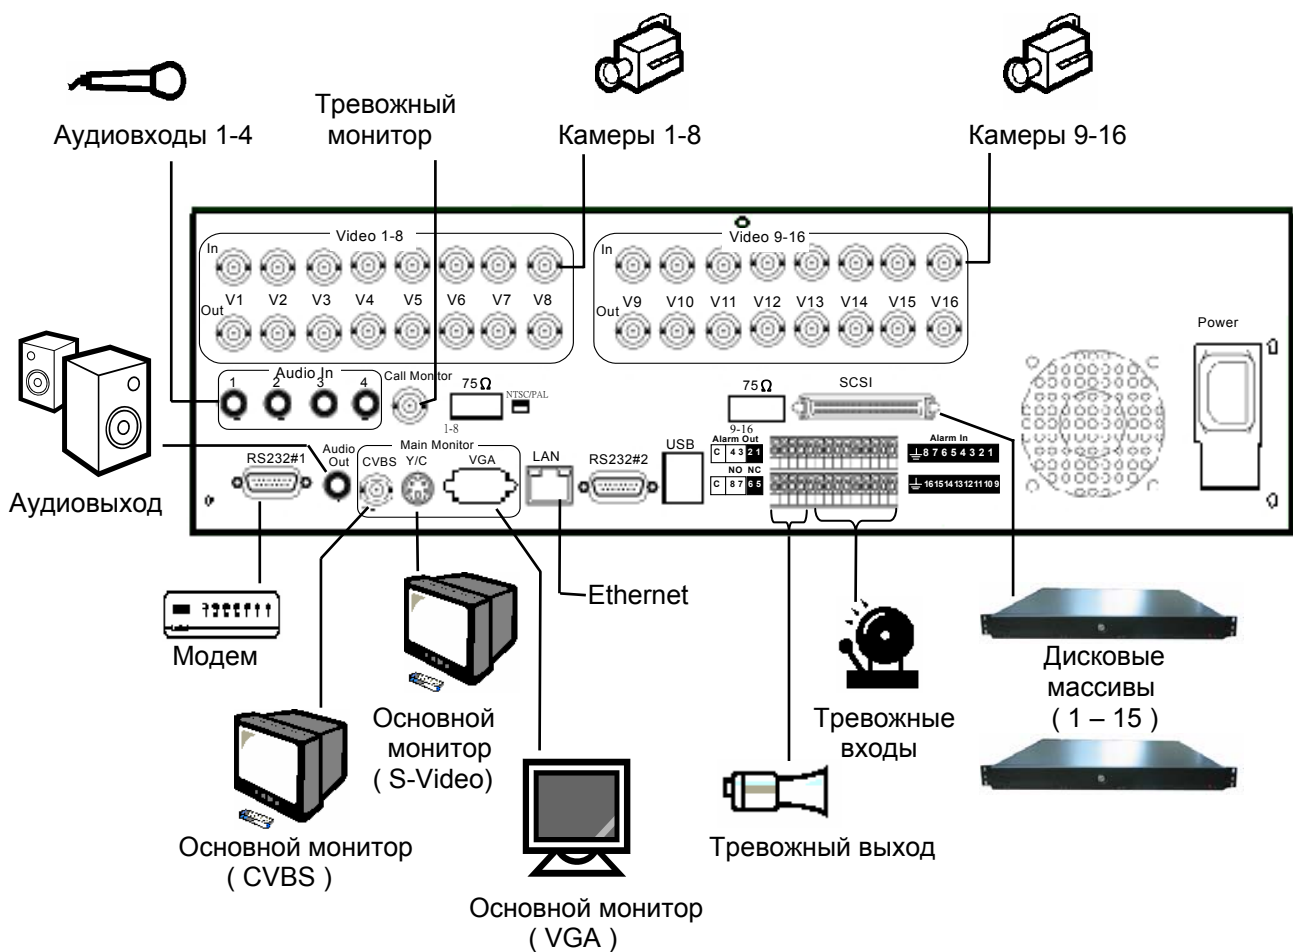 Аудиовходы 1-4
Тревожный
монитор
Камеры 1-8
Камеры 9-16
Video 1-8
Video 9-16
In
In
V1 V2 V3 V4 V5 V6 V7 V8
V9 V10 V11 V12 V13 V14 V15 V16
Out
Out
Power
Audio In
1 2 3 4
Call Monitor
75Ω
NTSC/PAL
1-8
75Ω
9-16
SCSI
RS232#1
Audio
Out
Main Monitor
CVBS Y/C VGA
LAN
RS232#2
USB
Alarm Out
C 4 3 2 1
NO NC
C 8 7 6 5
Alarm In
8 7 6 5 4 3 2 1
16 15 14 13 12 11 10 9
Аудиовыход
Модем
Ethernet
Основной
монитор
( S-Video)
Основной монитор
( CVBS )
Основной монитор
( VGA )
Тревожные
входы
Тревожный выход
Дисковые
массивы
( 1 – 15 )